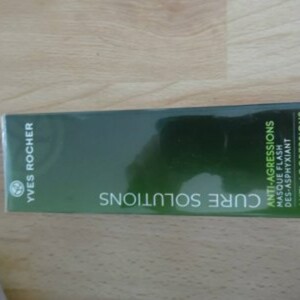 YVES ROCHER
CURE SOLUTIONS
ANTI-AGRESSIONS
MASQUE FLASH
DES-ASPHYXIANT